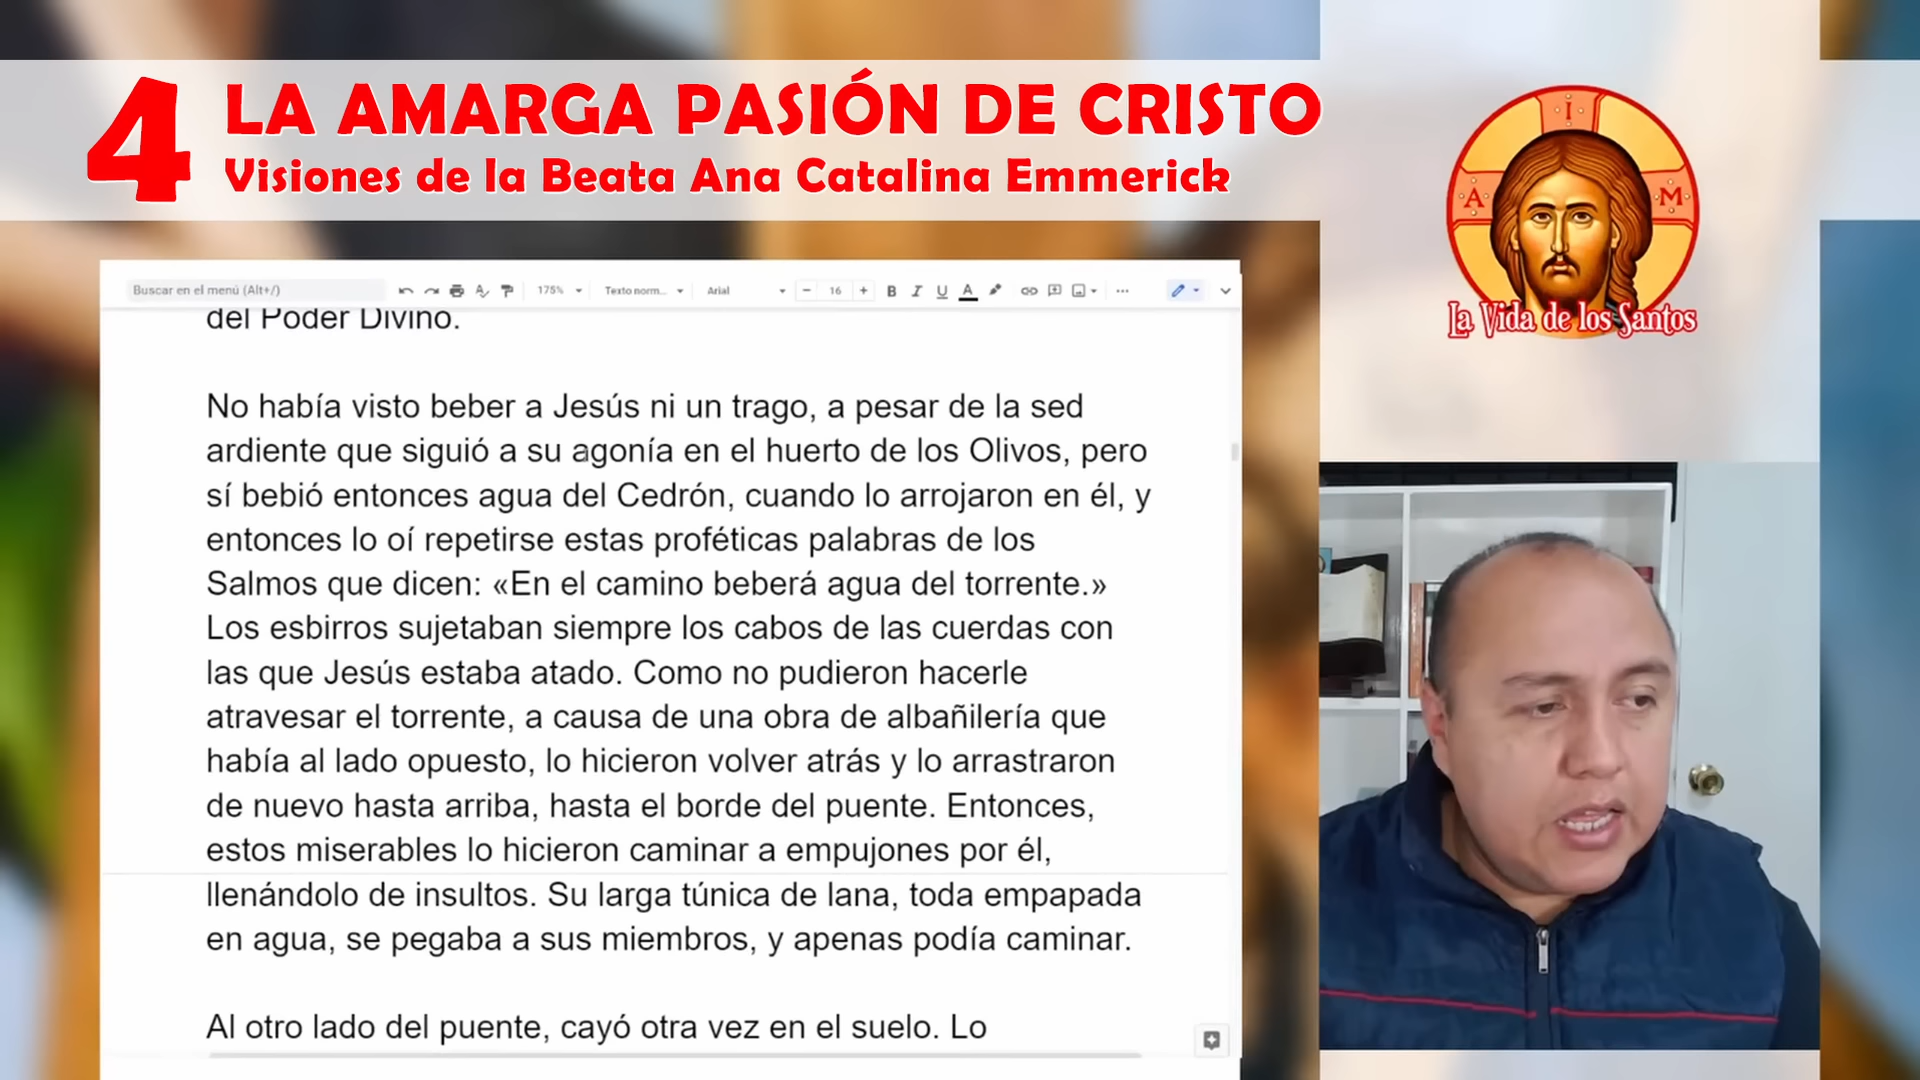 4
LA AMARGA PASIÓN DE CRISTO
Visiones de la Beata Ana Catalina Emmerick
I
A M
La Vida de los Santos
Buscar en el menú (Alt+/)
175% Texto norm... Arial − 16 + B I U A
del Poder Divino.
No había visto beber a Jesús ni un trago, a pesar de la sed
ardiente que siguió a su agonía en el huerto de los Olivos, pero
sí bebió entonces agua del Cedrón, cuando lo arrojaron en él, y
entonces lo oí repetirse estas proféticas palabras de los
Salmos que dicen: «En el camino beberá agua del torrente.»
Los esbirros sujetaban siempre los cabos de las cuerdas con
las que Jesús estaba atado. Como no pudieron hacerle
atravesar el torrente, a causa de una obra de albañilería que
había al lado opuesto, lo hicieron volver atrás y lo arrastraron
de nuevo hasta arriba, hasta el borde del puente. Entonces,
estos miserables lo hicieron caminar a empujones por él,
llenándolo de insultos. Su larga túnica de lana, toda empapada
en agua, se pegaba a sus miembros, y apenas podía caminar.
Al otro lado del puente, cayó otra vez en el suelo. Lo